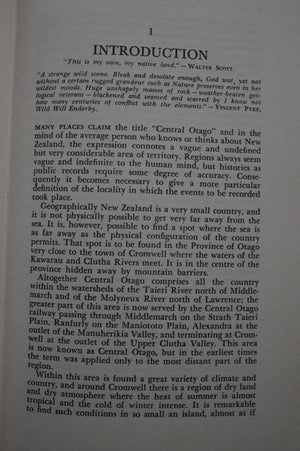 I
INTRODUCTION
"This is my own, my native land."—WALTER SCOTT.
"A strange wild scene. Bleak and desolate enough, God wot, yet not
without a certain rugged grandeur such as Nature preserves even in her
wildest moods. Huge unshapely masses of rock—weather-beaten geo-
logical veterans—blackened and seamed and scarred by I know not
how many centuries of conflict with the elements."—VINCENT PYKE,
Wild Will Enderby.
MANY PLACES CLAIM the title "Central Otago" and in the
mind of the average person who knows or thinks about New
Zealand, the expression connotes a vague and indefinite
but very considerable area of territory. Regions always seem
vague and indefinite to the human mind, but histories as
public records require some degree of accuracy. Conse-
quently it becomes necessary to give a more particular
definition of the locality in which the events to be recorded
took place.
Geographically New Zealand is a very small country, and
it is not physically possible to get very far away from the
sea. It is, however, possible to find a spot where the sea is
as far away as the physical configuration of the country
permits. That spot is to be found in the Province of Otago
very close to the town of Cromwell where the waters of the
Kawarau and Clutha Rivers meet. It is in the centre of the
province hidden away by mountain barriers.
Altogether Central Otago comprises all the country
within the watersheds of the Taieri River north of Middle-
march and of the Molyneux River north of Lawrence; the
greater part of this area is now served by the Central Otago
railway passing through Middlemarch on the Strath Taieri
Plain, Ranfurly on the Maniototo Plain, Alexandra at the
outlet of the Manuherikia Valley, and terminating at Crom-
well at the outlet of the Upper Clutha Valley. This area
is now known as Central Otago, but in the earliest times
the term was applied only to the most distant part of the
region.
Within this area is found a great variety of climate and
country, and around Cromwell there is a region of dry land
and dry atmosphere where the heat of summer is almost
tropical and the cold of winter intense. It is remarkable
to find such conditions in so small an island, almost as if